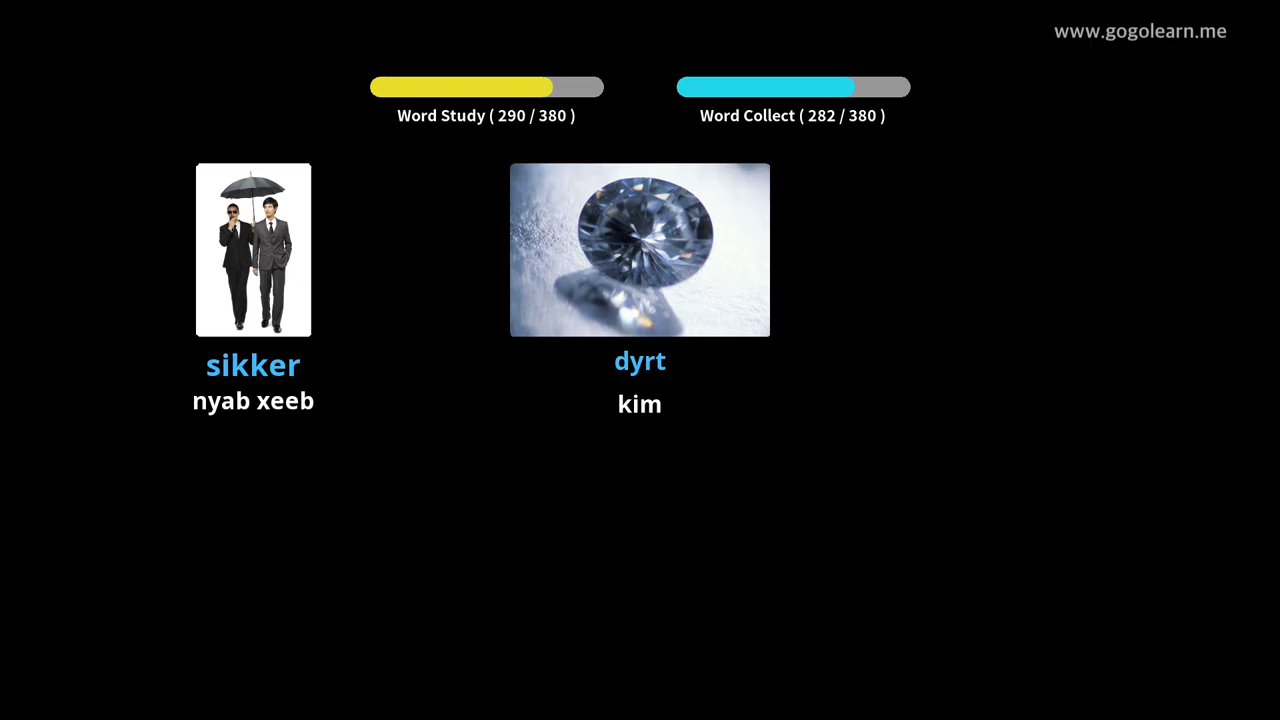 www.gogolearn.me
Word Study ( 290 / 380 )
Word Collect ( 282 / 380 )
sikker
nyab xeeb
dyrt
kim